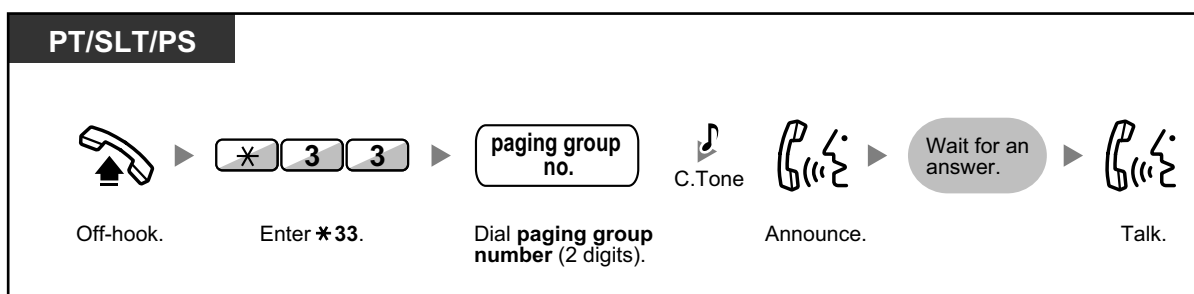 PT/SLT/PS
✳ 3 3
paging group
no.
C.Tone
Wait for an
answer.
Off-hook.
Enter ✳33.
Dial paging group
number (2 digits).
Announce.
Talk.